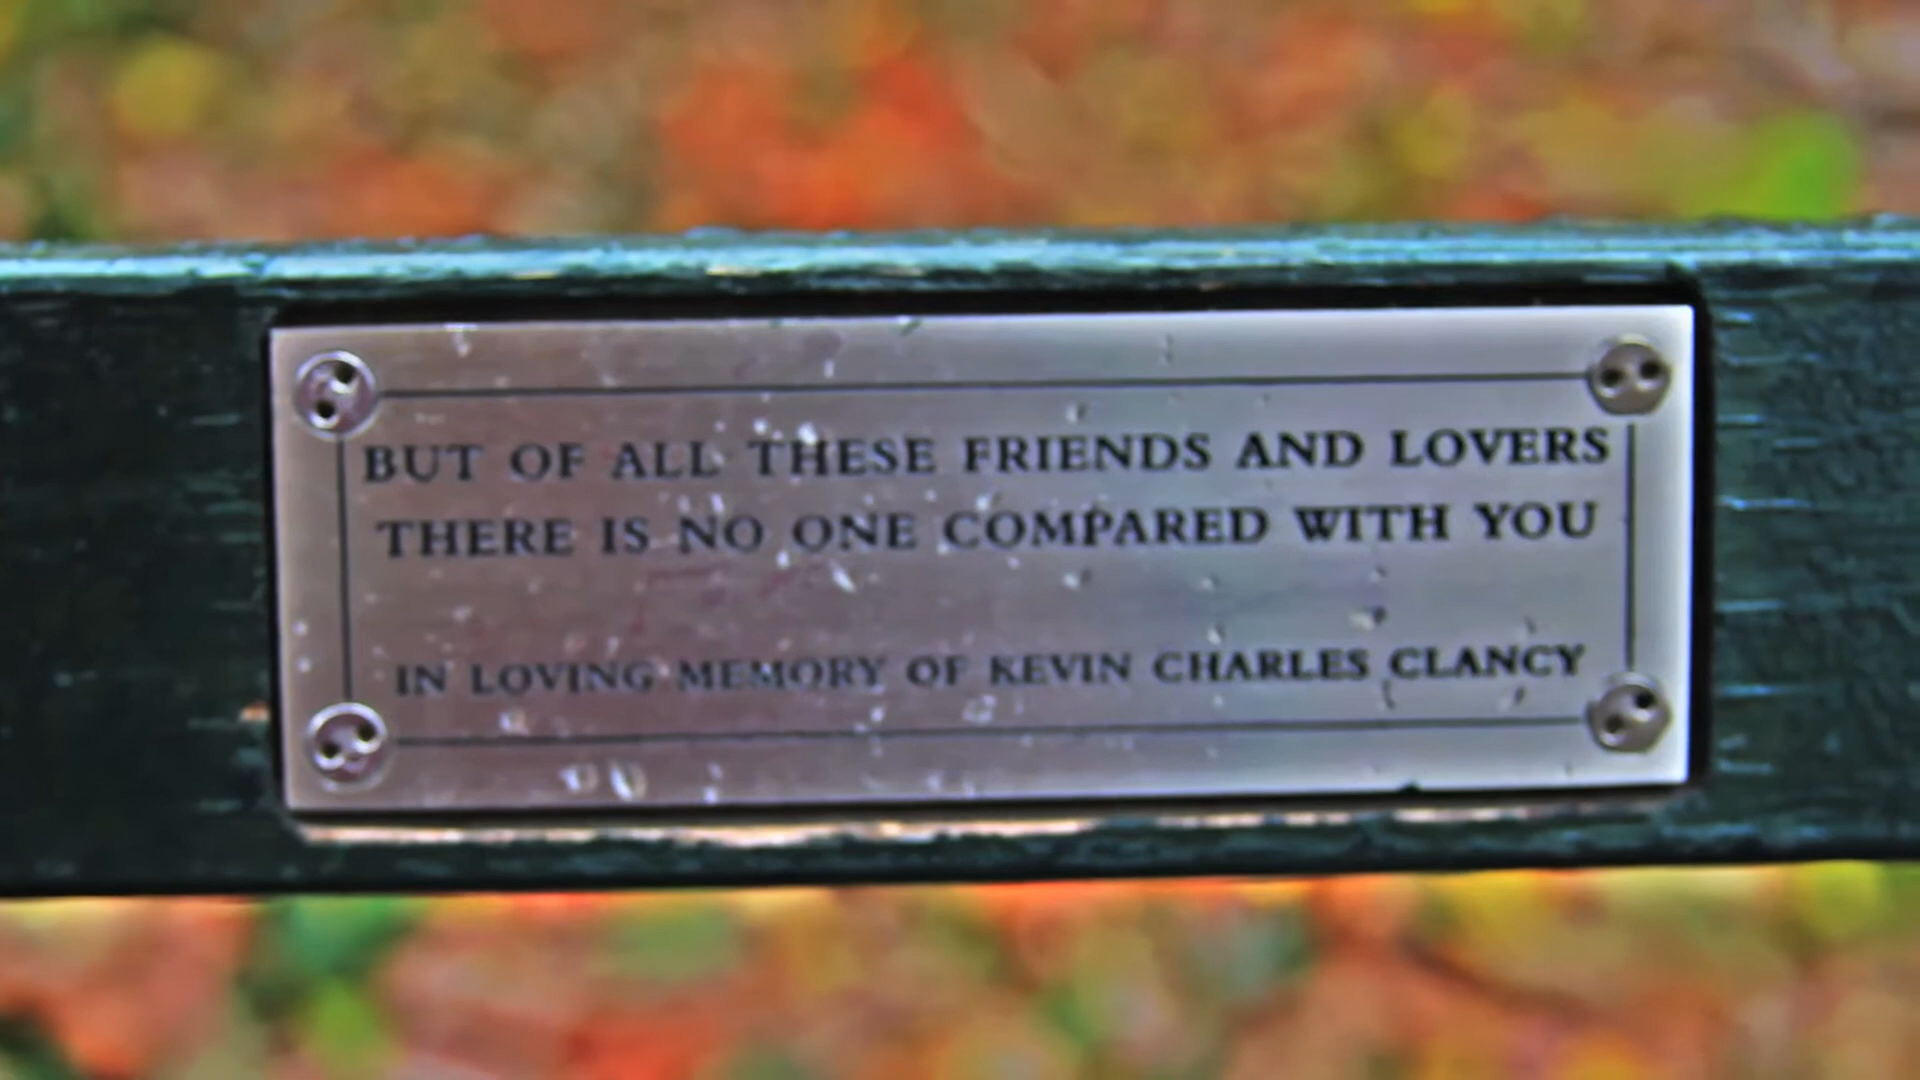 BUT OF ALL THESE FRIENDS AND LOVERS
THERE IS NO ONE COMPARED WITH YOU
IN LOVING MEMORY OF KEVIN CHARLES CLANCY